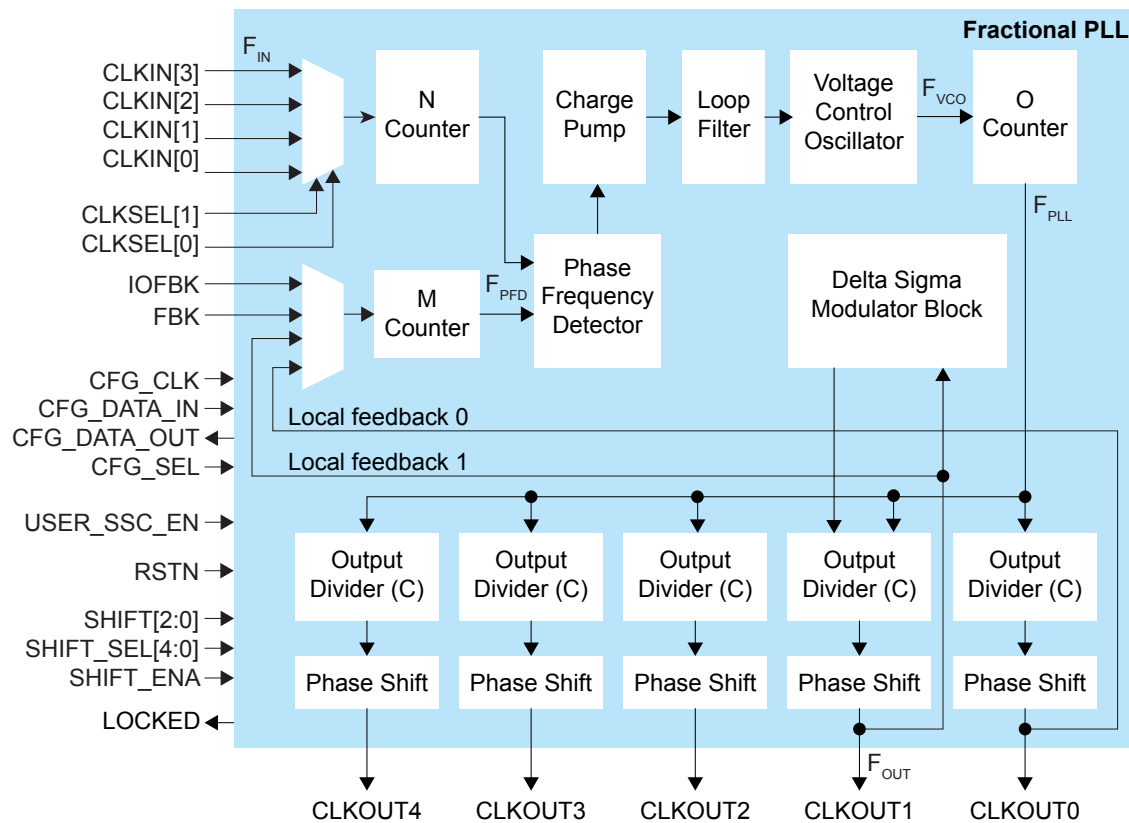 Fractional PLL
FIN
CLKIN[3]
CLKIN[2]
CLKIN[1]
CLKIN[0]
CLKSEL[1]
CLKSEL[0]
IOFBK
FBK
CFG_CLK
CFG_DATA_IN
CFG_DATA_OUT
CFG_SEL
USER_SSC_EN
RSTN
SHIFT[2:0]
SHIFT_SEL[4:0]
SHIFT_ENA
LOCKED
N
Counter
Charge
Pump
Loop
Filter
Voltage
Control
Oscillator
FVCO
O
Counter
FPLL
M
Counter
FPFD
Phase
Frequency
Detector
Delta Sigma
Modulator Block
Local feedback 0
Local feedback 1
Output
Divider (C)
Output
Divider (C)
Output
Divider (C)
Output
Divider (C)
Output
Divider (C)
Phase Shift
Phase Shift
Phase Shift
Phase Shift
Phase Shift
FOUT
CLKOUT4
CLKOUT3
CLKOUT2
CLKOUT1
CLKOUT0